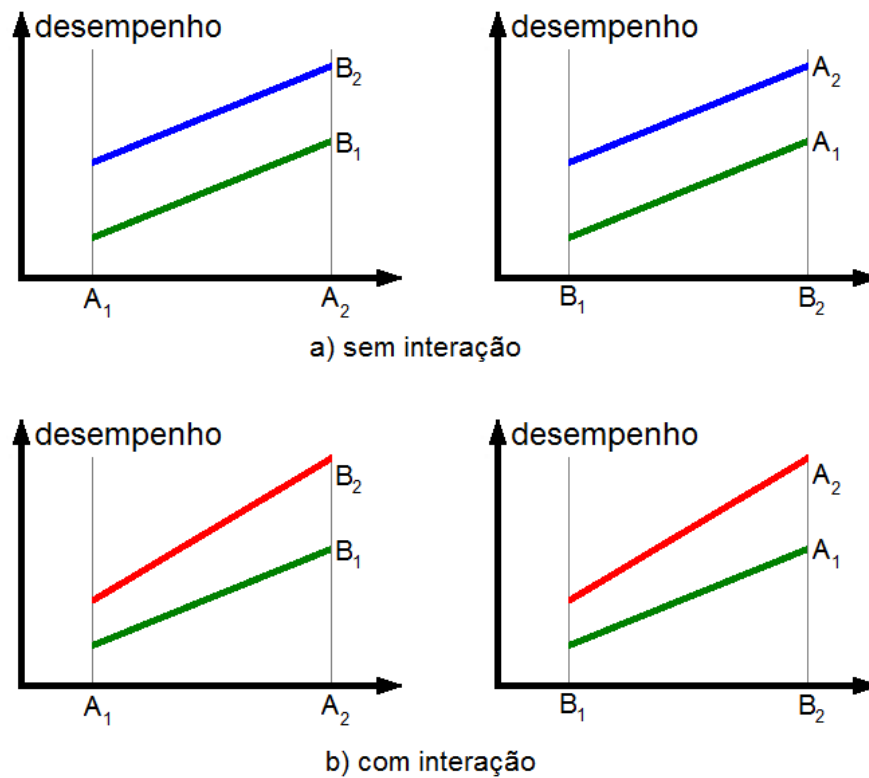 desempenho
B₂
B₁
A₁ A₂
desempenho
A₂
A₁
B₁ B₂
a) sem interação
desempenho
B₂
B₁
A₁ A₂
desempenho
A₂
A₁
B₁ B₂
b) com interação